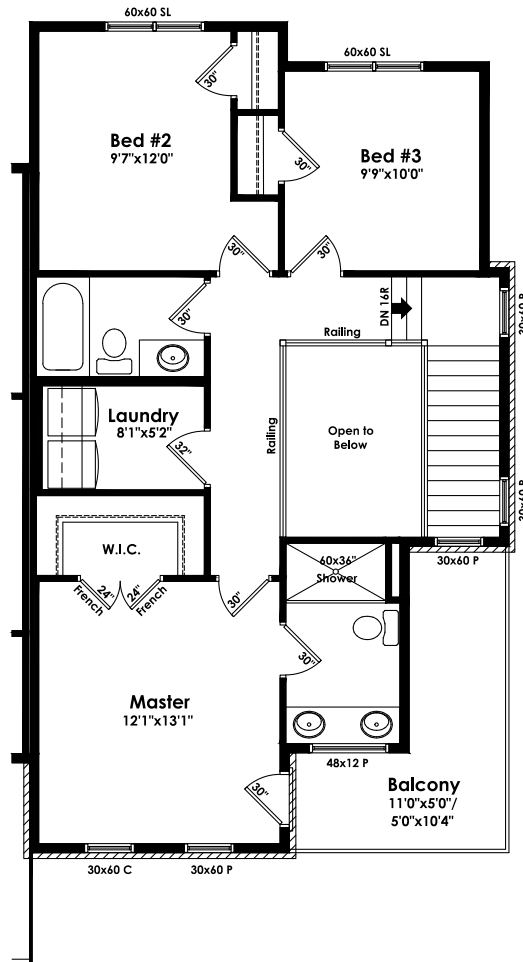 60x60 SL
60x60 SL
30"
Bed #2
9'7"x12'0"
30"
Bed #3
9'9"x10'0"
30"
30"
30"
DN 16R
30x60 P
Railing
Laundry
8'1"x5'2"
32"
Railing
Open to
Below
30x60 P
W.I.C.
60x36"
Shower
30x60 P
24"
French
24"
French
30"
30"
Master
12'1"x13'1"
48x12 P
30"
Balcony
11'0"x5'0"/
5'0"x10'4"
30x60 C
30x60 P